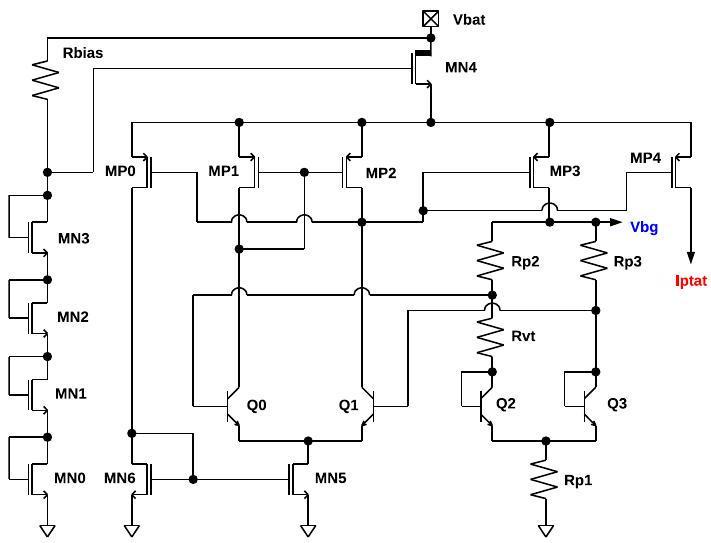 Vbat
Rbias
MN4
MP0
MP1
MP2
MP3
MP4
Vbg
MN3
Rp2
Rp3
Iptat
MN2
Rvt
MN1
Q0
Q1
Q2
Q3
MN0
MN6
MN5
Rp1